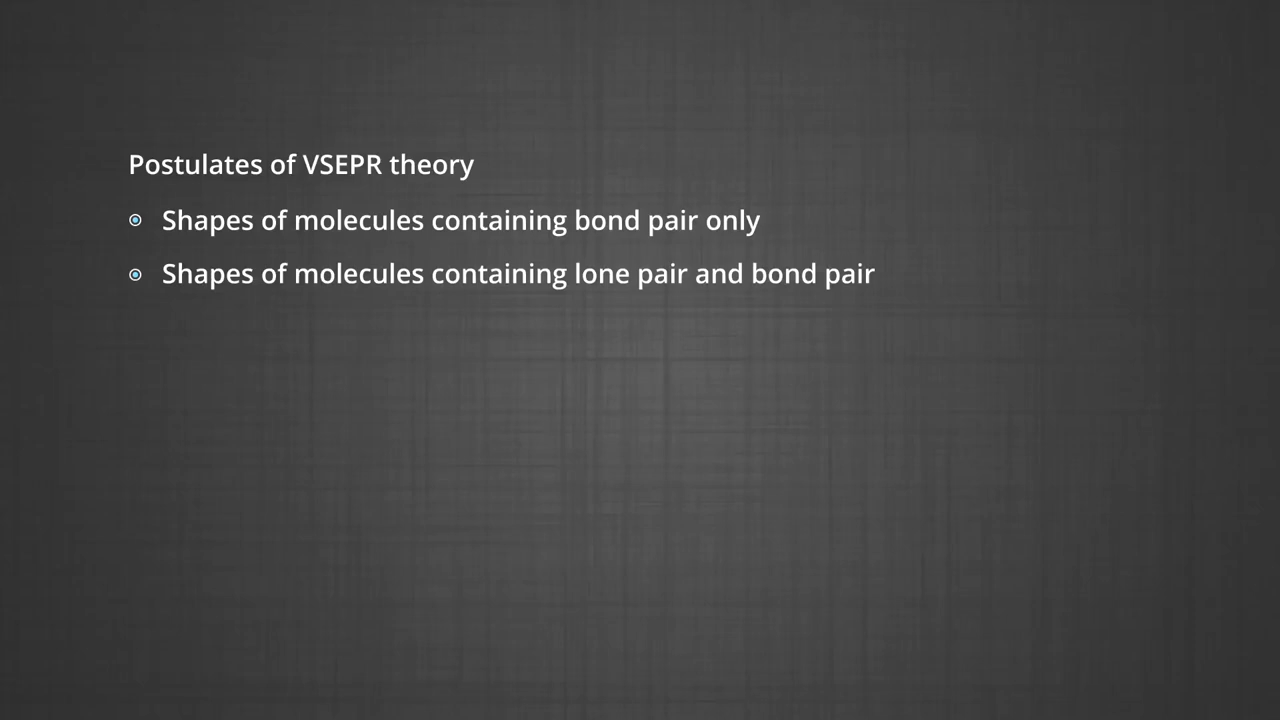 Postulates of VSEPR theory
Shapes of molecules containing bond pair only
Shapes of molecules containing lone pair and bond pair